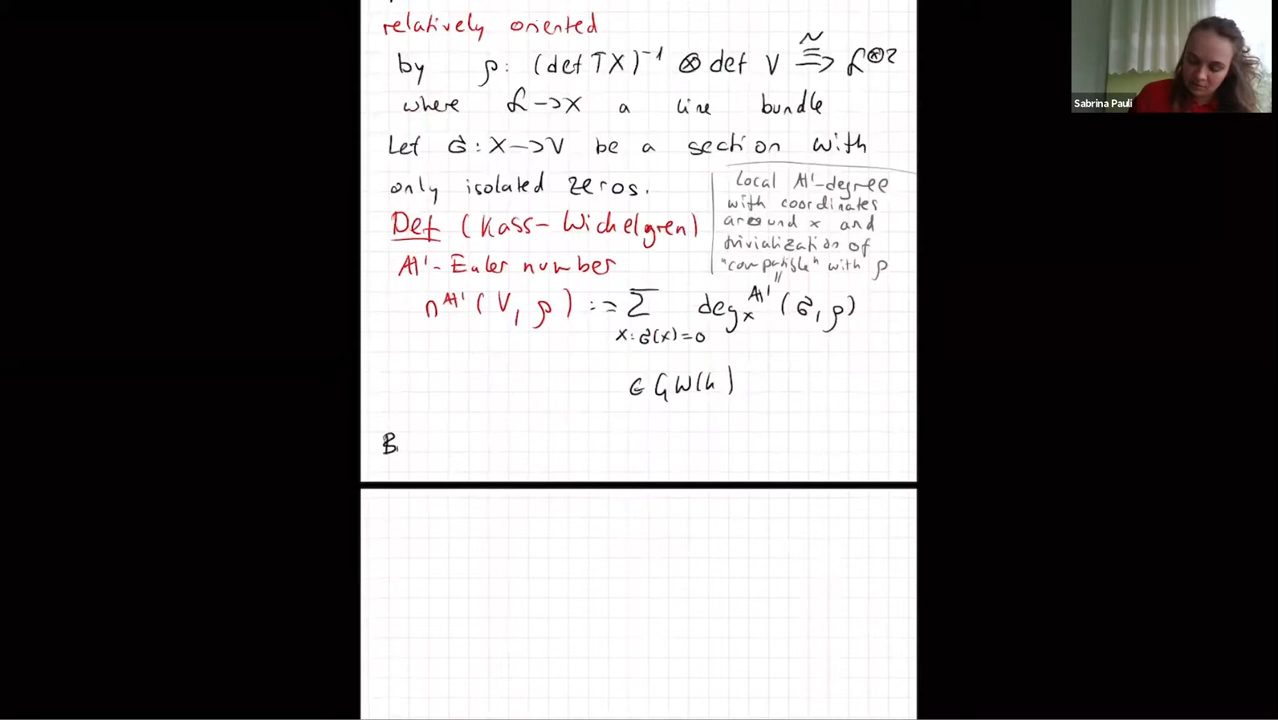 relatively oriented
by ρ: (det TX)⁻¹ ⊗ det V ≅> L^⊗2
where L → X a line bundle
Let σ: X → V be a section with
only isolated zeros.
Def (Kass-Wickelgren)
A¹-Euler number
n^A¹(V, ρ) := Σ deg_x^A¹(σ, ρ)
x: σ(x)=0
∈ GW(k)
B
Local A¹-degree
with coordinates
around x and
trivialization of
"compatible" with ρ
Sabrina Pauli